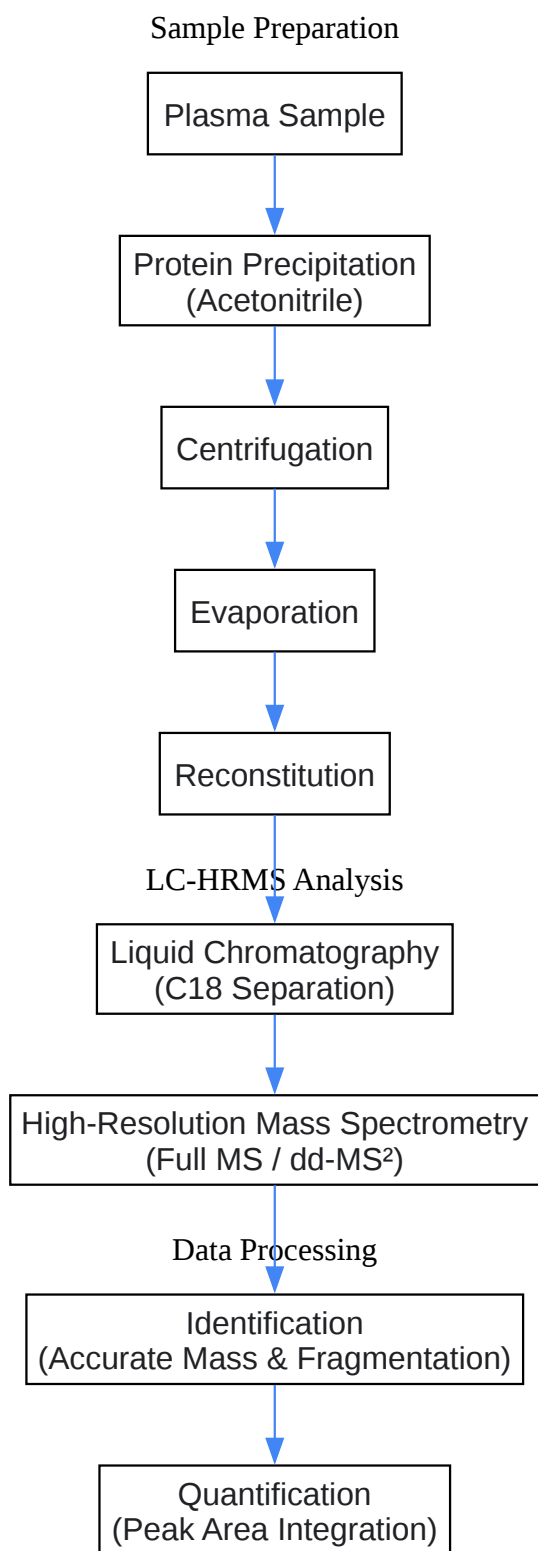 Sample Preparation
Plasma Sample
Protein Precipitation
(Acetonitrile)
Centrifugation
Evaporation
Reconstitution
LC-HRMS Analysis
Liquid Chromatography
(C18 Separation)
High-Resolution Mass Spectrometry
(Full MS / dd-MS²)
Data Processing
Identification
(Accurate Mass & Fragmentation)
Quantification
(Peak Area Integration)